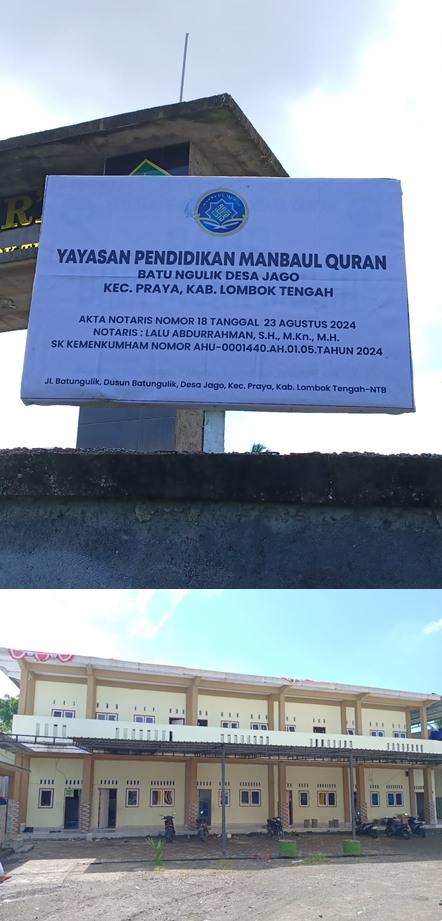 YAYASAN PENDIDIKAN MANBAUL QURAN
BATU NGULIK DESA JAGO
KEC. PRAYA, KAB. LOMBOK TENGAH
AKTA NOTARIS NOMOR 18 TANGGAL 23 AGUSTUS 2024
NOTARIS : LALU ABDURRAHMAN, S.H., M.Kn., M.H.
SK KEMENKUMHAM NOMOR AHU-0001440.AH.01.05.TAHUN 2024
Jl. Batungulik, Dusun Batungulik, Desa Jago, Kec. Praya, Kab. Lombok Tengah-NTB